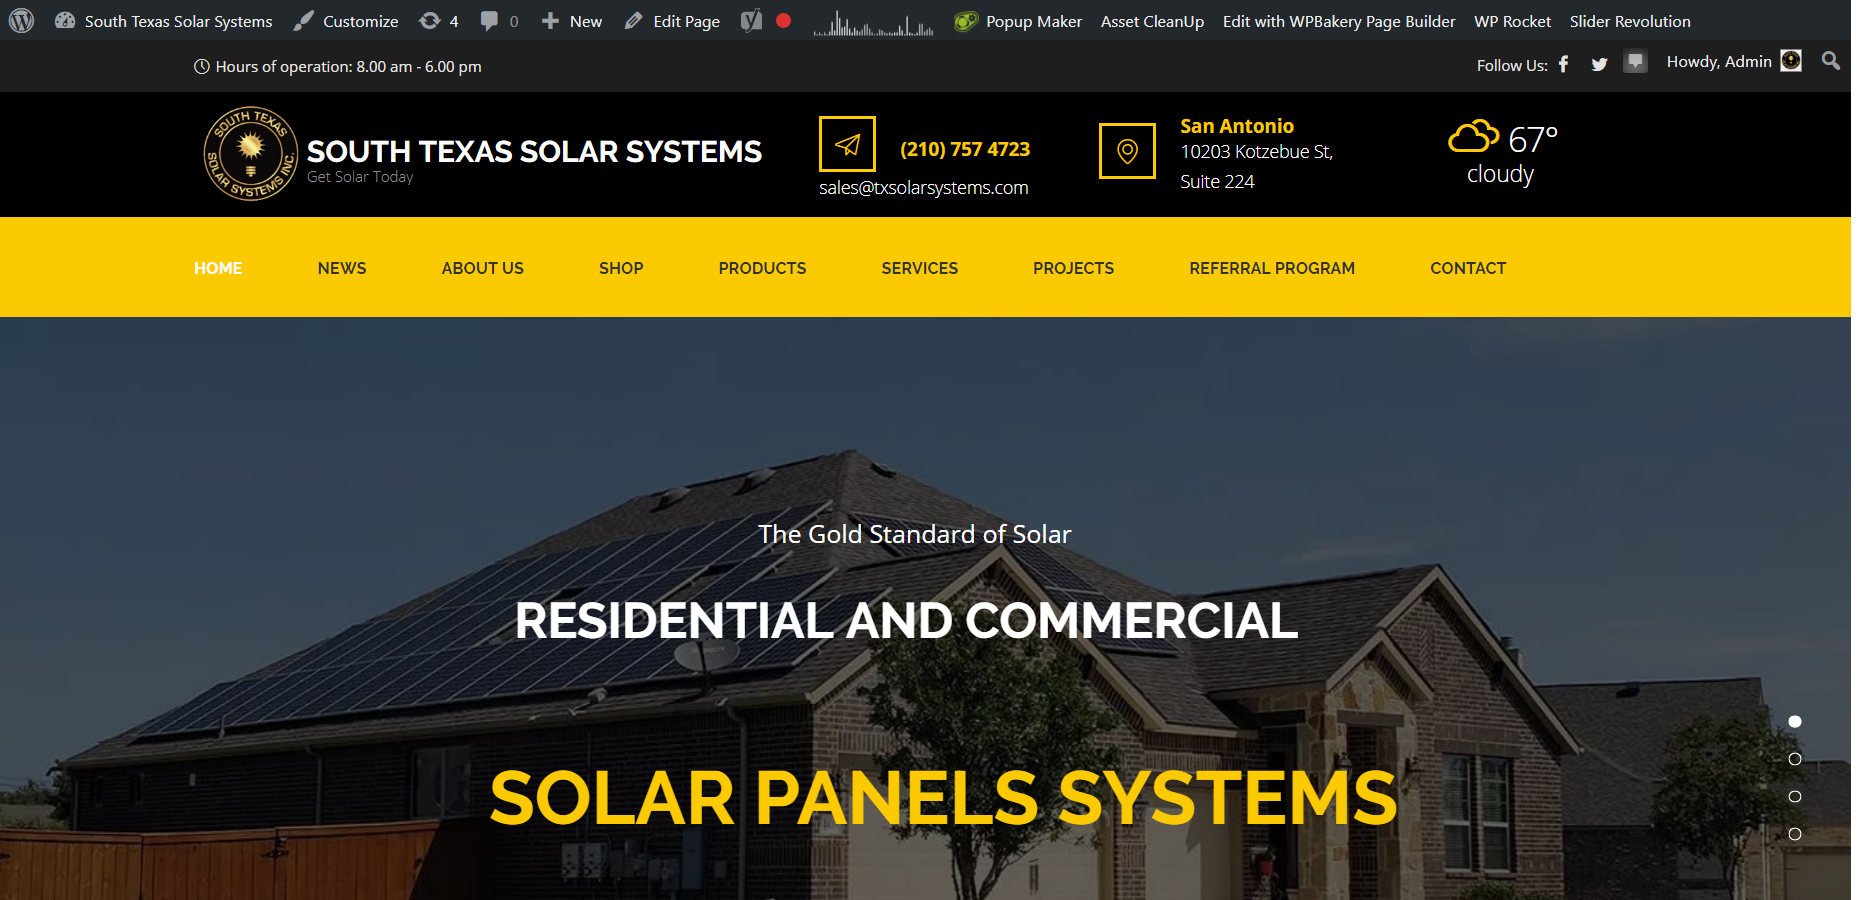 South Texas Solar Systems Customize 4 0 New Edit Page Popup Maker Asset CleanUp Edit with WPBakery Page Builder WP Rocket Slider Revolution
Hours of operation: 8.00 am - 6.00 pm
Follow Us:
Howdy, Admin
SOUTH TEXAS
SOLAR SYSTEMS INC.
SOUTH TEXAS SOLAR SYSTEMS
Get Solar Today
(210) 757 4723
sales@txsolarsystems.com
San Antonio
10203 Kotzebue St,
Suite 224
67°
cloudy
HOME NEWS ABOUT US SHOP PRODUCTS SERVICES PROJECTS REFERRAL PROGRAM CONTACT
The Gold Standard of Solar
RESIDENTIAL AND COMMERCIAL
SOLAR PANELS SYSTEMS